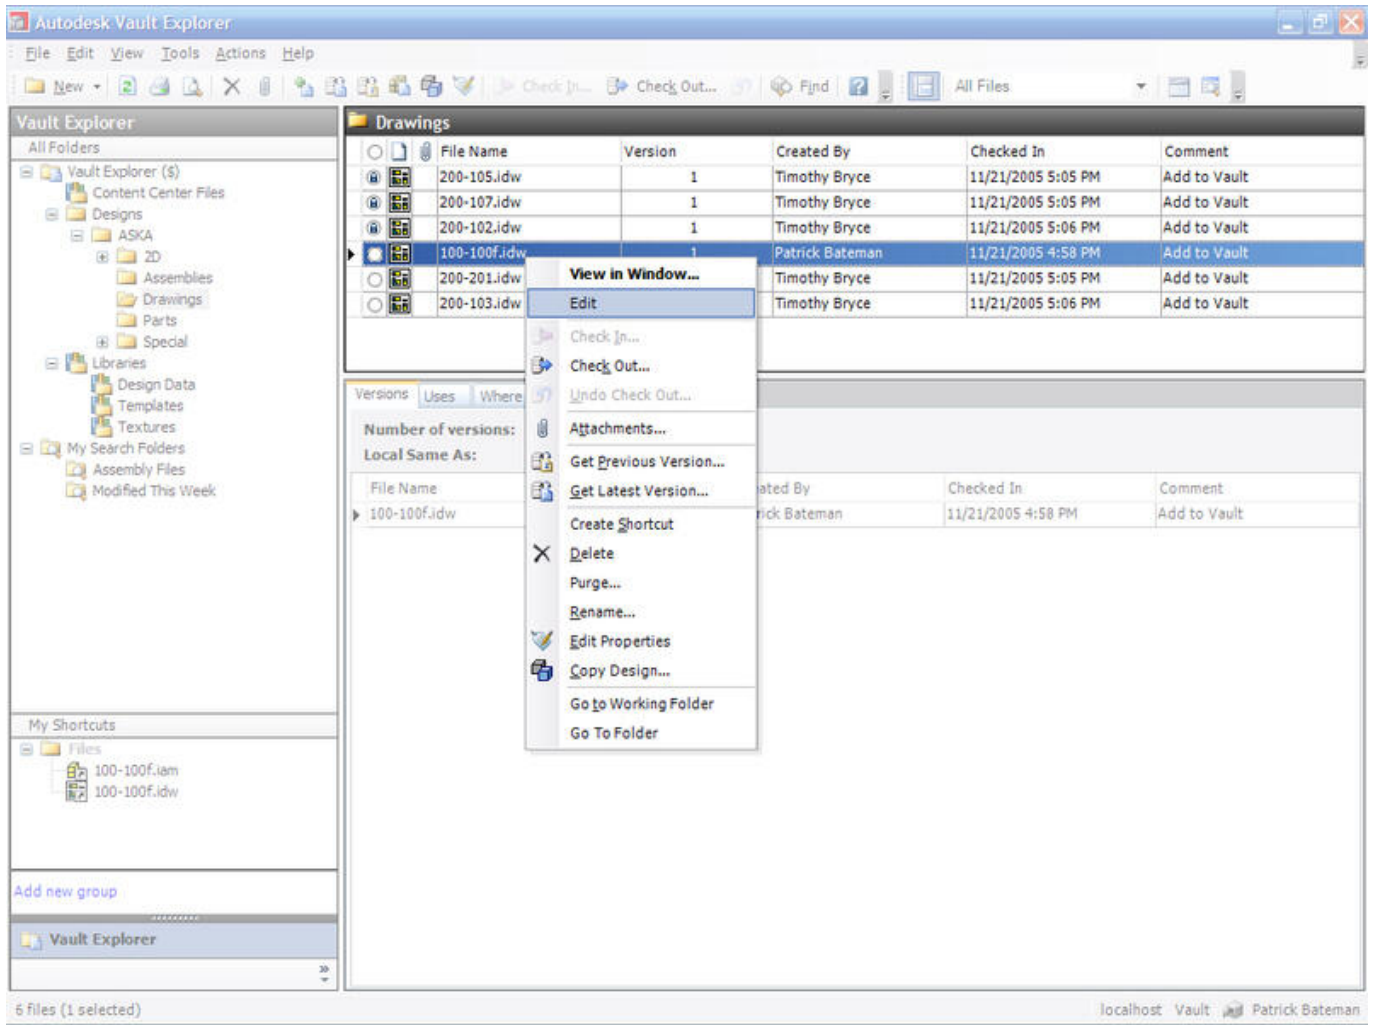 Autodesk Vault Explorer
File Edit View Tools Actions Help
New Check In... Check Out... Find All Files
Vault Explorer
All Folders
Vault Explorer ($)
Content Center Files
Designs
ASKA
2D
Assemblies
Drawings
Parts
Special
Libraries
Design Data
Templates
Textures
My Search Folders
Assembly Files
Modified This Week
My Shortcuts
Files
100-100f.iam
100-100f.idw
Add new group
Vault Explorer
Drawings
File Name Version Created By Checked In Comment
200-105.idw 1 Timothy Bryce 11/21/2005 5:05 PM Add to Vault
200-107.idw 1 Timothy Bryce 11/21/2005 5:05 PM Add to Vault
200-102.idw 1 Timothy Bryce 11/21/2005 5:06 PM Add to Vault
100-100f.idw 1 Patrick Bateman 11/21/2005 4:58 PM Add to Vault
200-201.idw Timothy Bryce 11/21/2005 5:05 PM Add to Vault
200-103.idw Timothy Bryce 11/21/2005 5:06 PM Add to Vault
View in Window...
Edit
Check In...
Check Out...
Undo Check Out...
Attachments...
Get Previous Version...
Get Latest Version...
Create Shortcut
Delete
Purge...
Rename...
Edit Properties
Copy Design...
Go to Working Folder
Go To Folder
Versions Uses Where
Number of versions:
Local Same As:
File Name ated By Checked In Comment
100-100f.idw rick Bateman 11/21/2005 4:58 PM Add to Vault
6 files (1 selected) localhost Vault Patrick Bateman